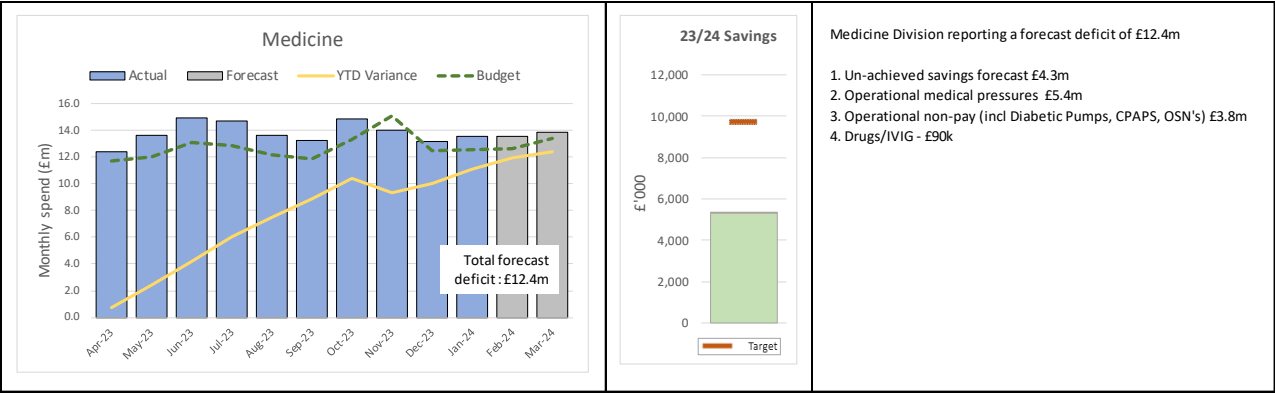 Medicine
Actual Forecast YTD Variance Budget
Monthly spend (£m)
16.0
14.0
12.0
10.0
8.0
6.0
4.0
2.0
0.0
Total forecast
deficit : £12.4m
Apr-23 May-23 Jun-23 Jul-23 Aug-23 Sep-23 Oct-23 Nov-23 Dec-23 Jan-24 Feb-24 Mar-24
23/24 Savings
£'000
12,000
10,000
8,000
6,000
4,000
2,000
0
Target
Medicine Division reporting a forecast deficit of £12.4m
1. Un-achieved savings forecast £4.3m
2. Operational medical pressures £5.4m
3. Operational non-pay (incl Diabetic Pumps, CPAPS, OSN's) £3.8m
4. Drugs/IVIG - £90k